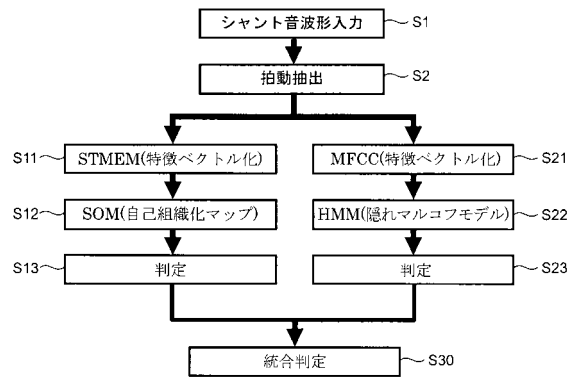 シャント音波形入力 S1
拍動抽出 S2
S11 STMEM(特徴ベクトル化) MFCC(特徴ベクトル化) S21
S12 SOM(自己組織化マップ) HMM(隠れマルコフモデル) S22
S13 判定 判定 S23
統合判定 S30